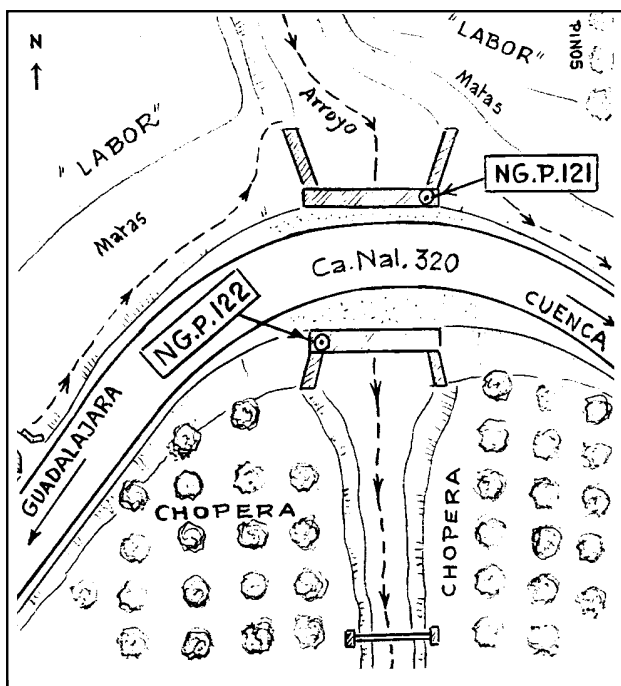 N
"LABOR"
PINOS
Matas
Arroyo
"LABOR"
NG.P.121
Matas
Ca.Nal. 320
CUENCA
NG.P.122
GUADALAJARA
CHOPERA
CHOPERA